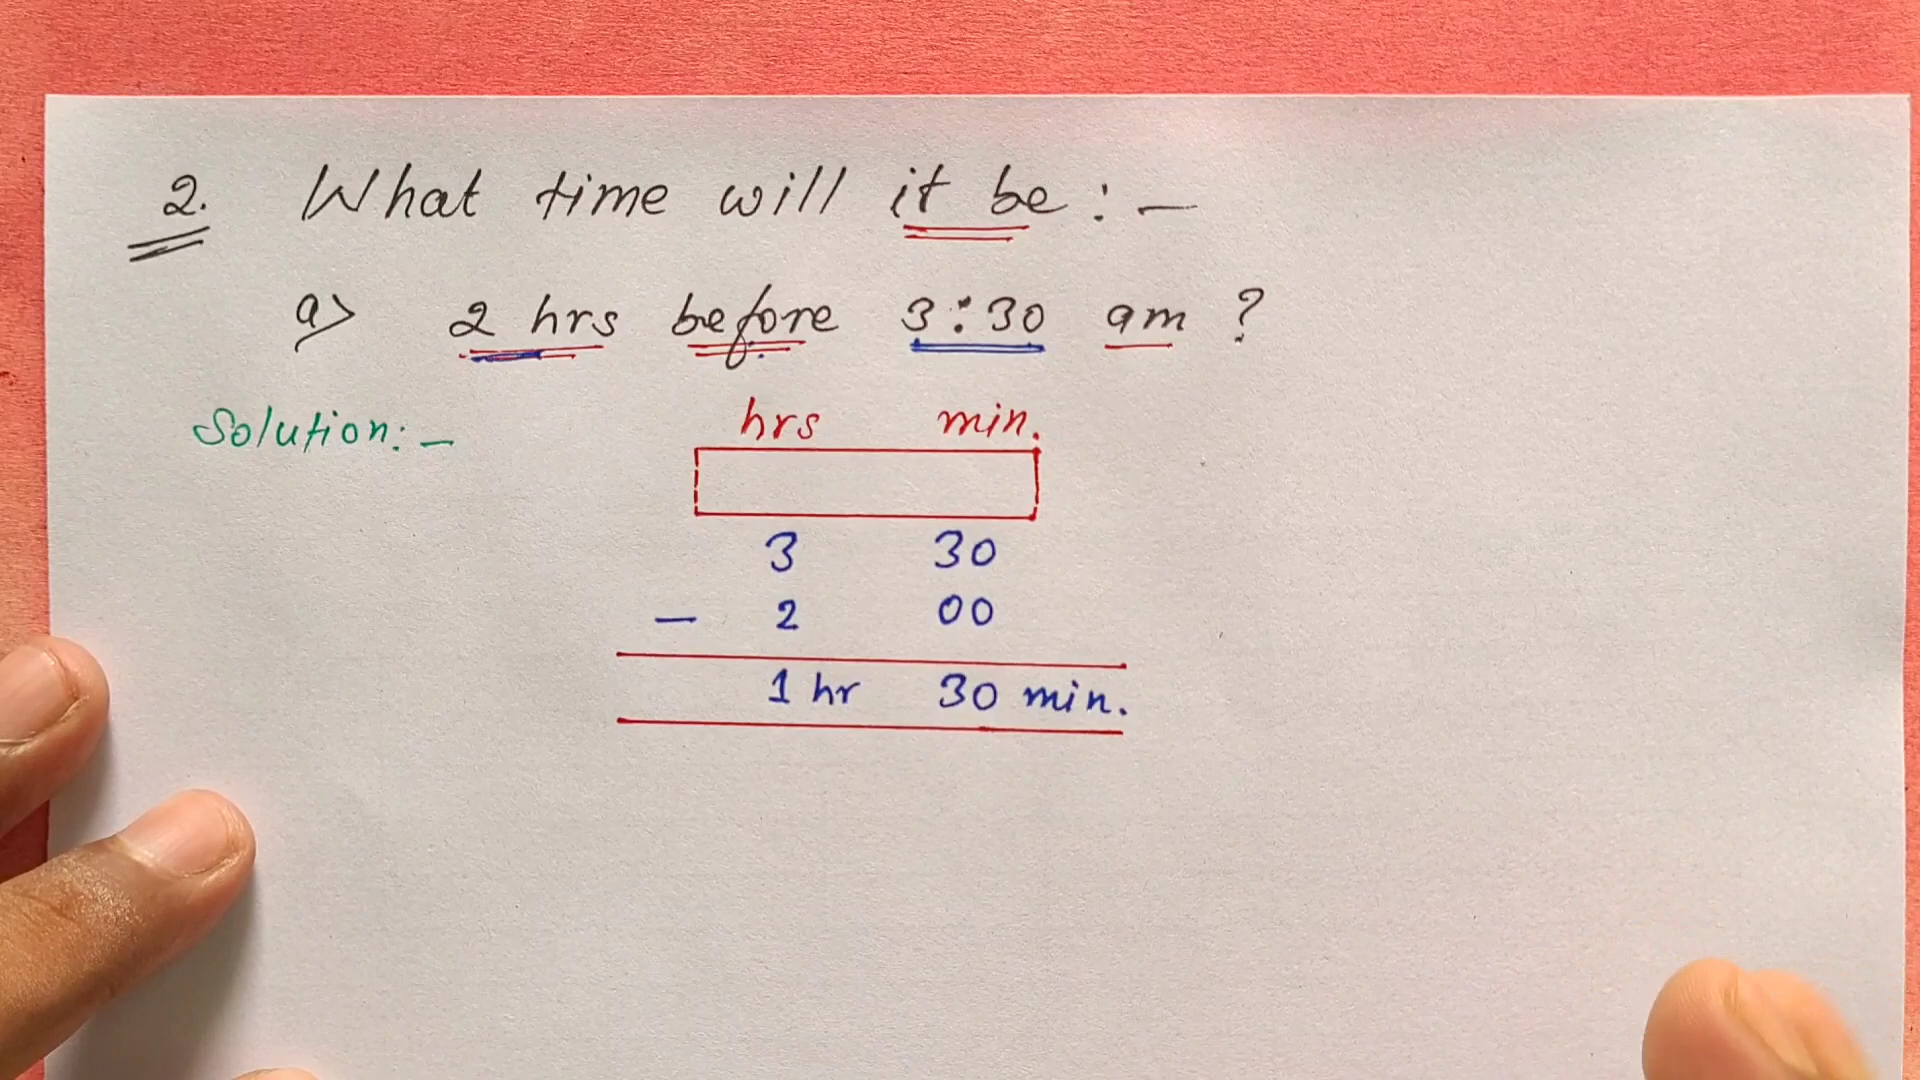 2. What time will it be : –
a> 2 hrs before 3:30 am ?
Solution: –
hrs min.
3 30
– 2 00
1 hr 30 min.